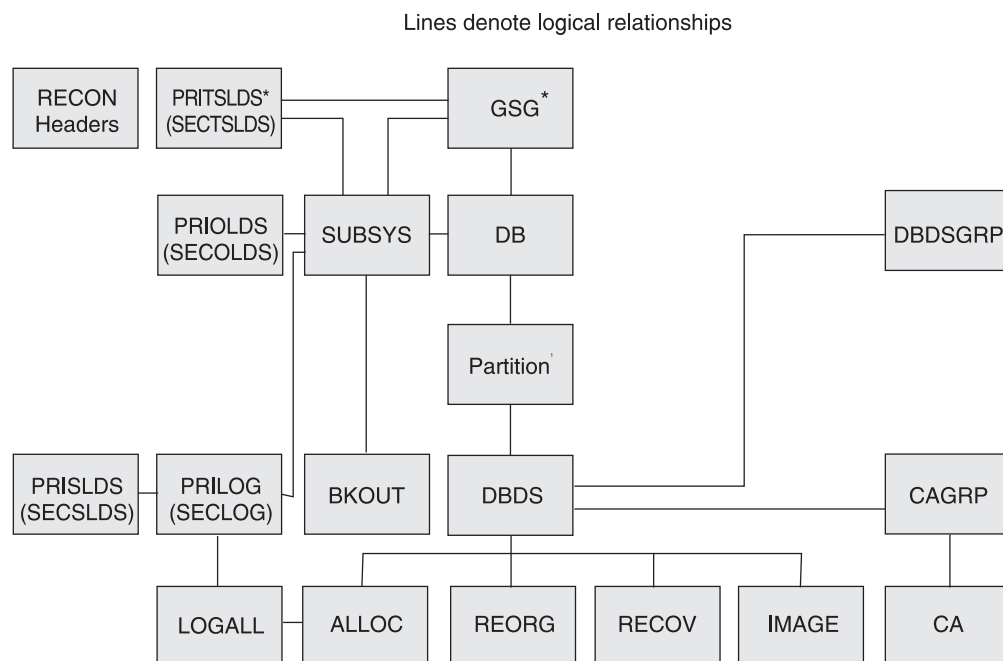 Lines denote logical relationships
RECON
Headers
PRITSLDS*
(SECTSLDS)
GSG*
PRIOLDS
(SECOLDS)
SUBSYS
DB
DBDSGRP
Partition¹
PRISLDS
(SECSLDS)
PRILOG
(SECLOG)
BKOUT
DBDS
CAGRP
LOGALL
ALLOC
REORG
RECOV
IMAGE
CA